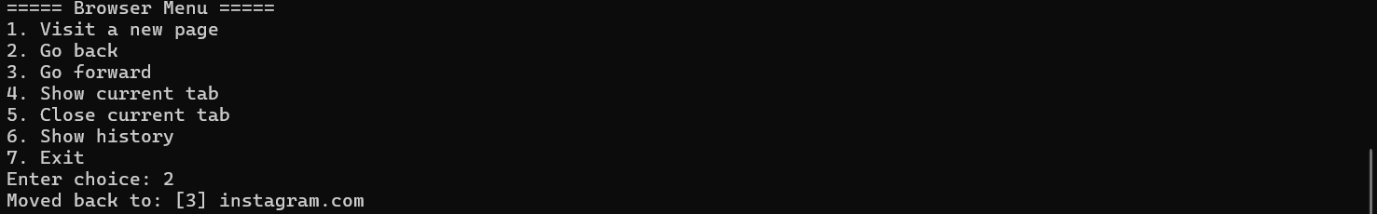 ===== Browser Menu =====
1. Visit a new page
2. Go back
3. Go forward
4. Show current tab
5. Close current tab
6. Show history
7. Exit
Enter choice: 2
Moved back to: [3] instagram.com